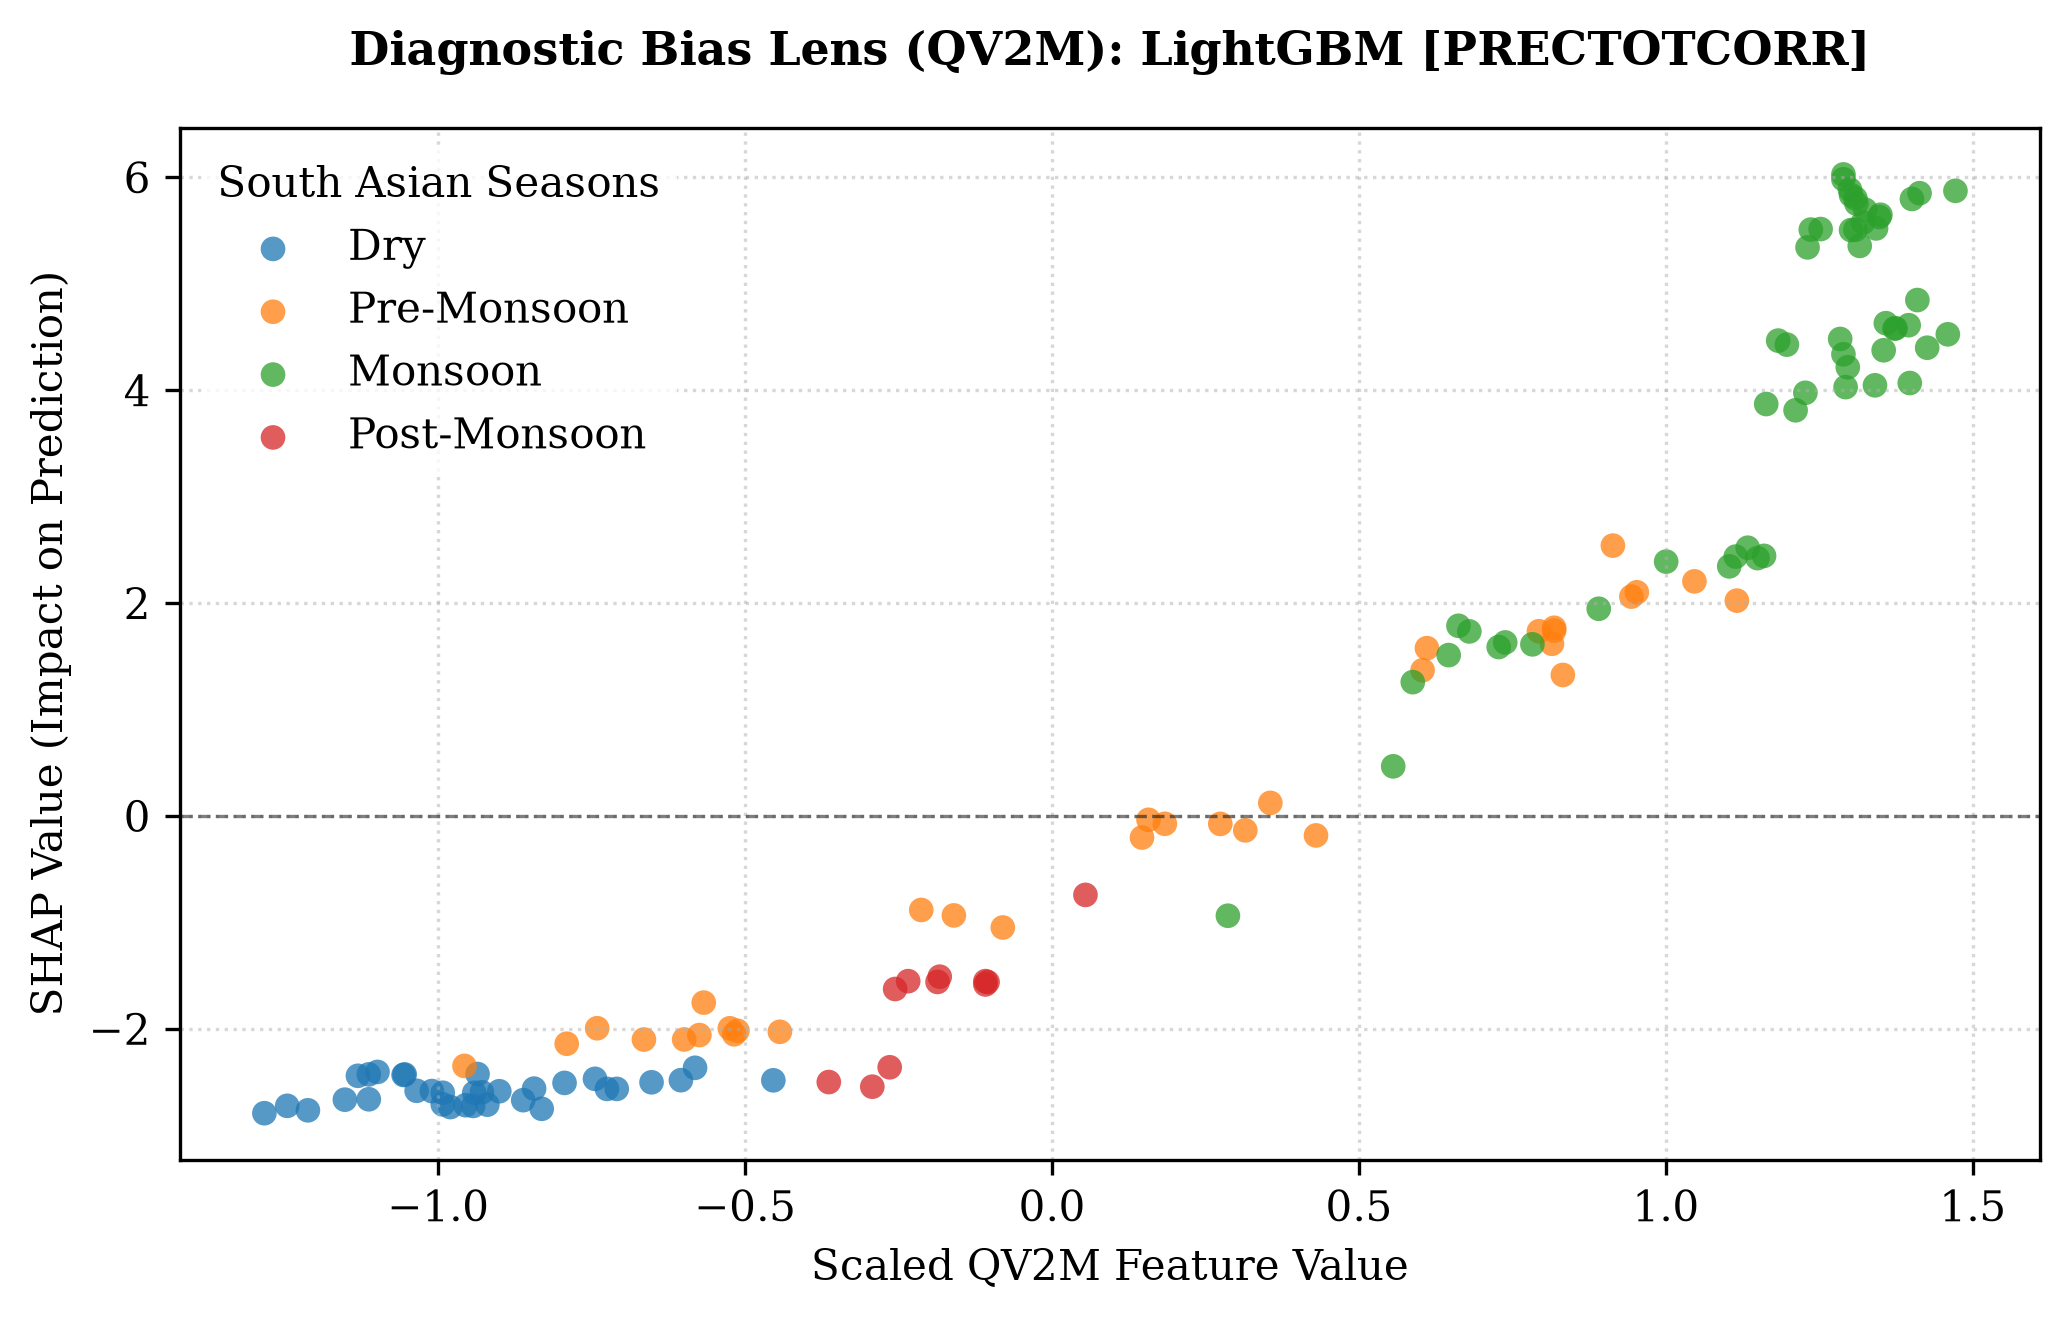 Diagnostic Bias Lens (QV2M): LightGBM [PRECTOTCORR]
South Asian Seasons
Dry
Pre-Monsoon
Monsoon
Post-Monsoon
SHAP Value (Impact on Prediction)
6
4
2
0
−2
−1.0
−0.5
0.0
0.5
1.0
1.5
Scaled QV2M Feature Value